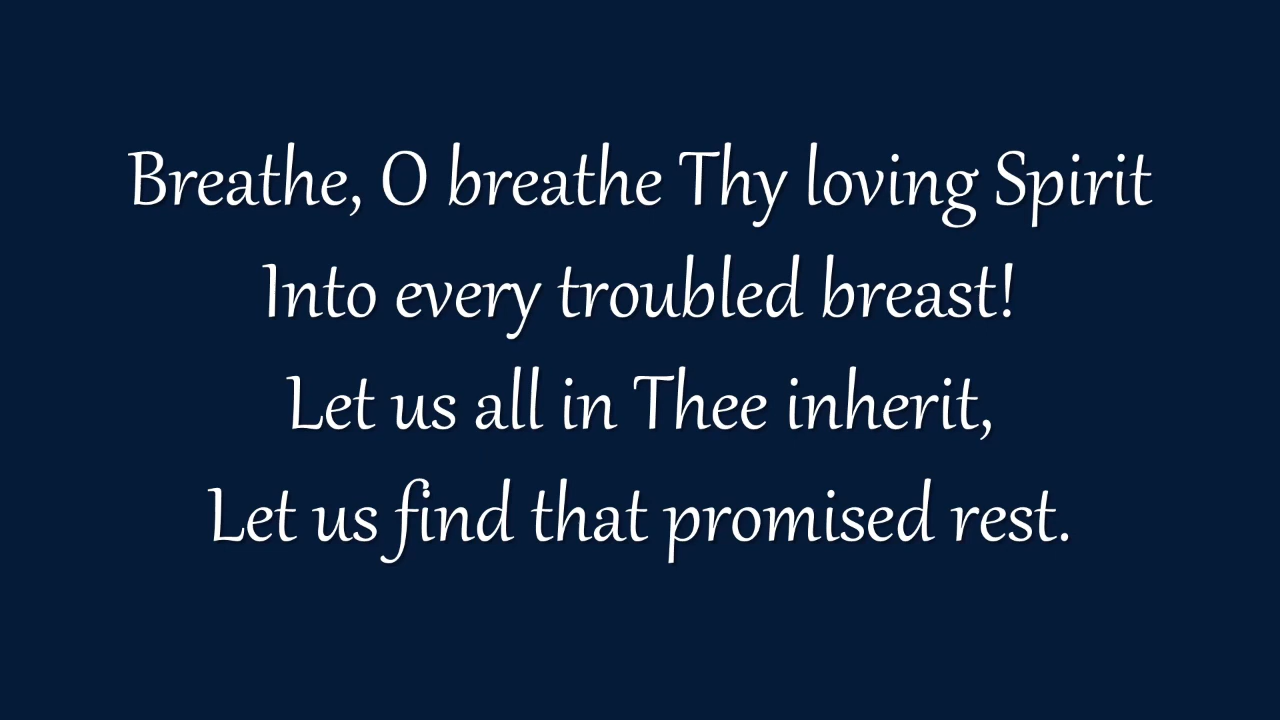 Breathe, O breathe Thy loving Spirit
Into every troubled breast!
Let us all in Thee inherit,
Let us find that promised rest.